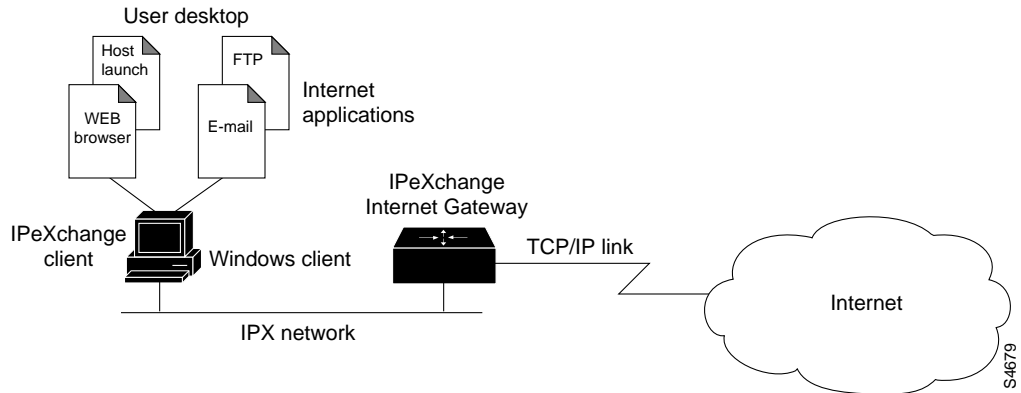 User desktop
Host
launch
FTP
WEB
browser
E-mail
Internet
applications
IPeXchange
Internet Gateway
IPeXchange
client
Windows client
TCP/IP link
Internet
IPX network
S4679